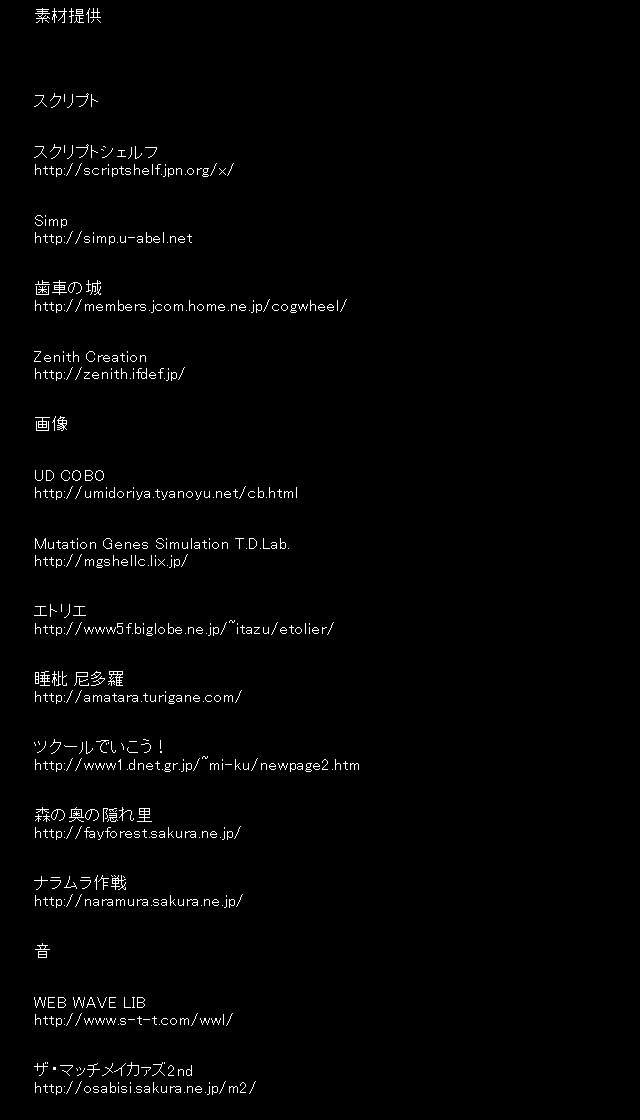 素材提供
スクリプト
スクリプトシェルフ
http://scriptshelf.jpn.org/x/
Simp
http://simp.u-abel.net
歯車の城
http://members.jcom.home.ne.jp/cogwheel/
Zenith Creation
http://zenith.ifdef.jp/
画像
UD COBO
http://umidoriya.tyanoyu.net/cb.html
Mutation Genes Simulation T.D.Lab.
http://mgshellc.lix.jp/
エトリエ
http://www5f.biglobe.ne.jp/~itazu/etolier/
睡枇 尼多羅
http://amatara.turigane.com/
ツクールでいこう！
http://www1.dnet.gr.jp/~mi-ku/newpage2.htm
森の奥の隠れ里
http://fayforest.sakura.ne.jp/
ナラムラ作戦
http://naramura.sakura.ne.jp/
音
WEB WAVE LIB
http://www.s-t-t.com/wwl/
ザ・マッチメイカァズ2nd
http://osabisi.sakura.ne.jp/m2/